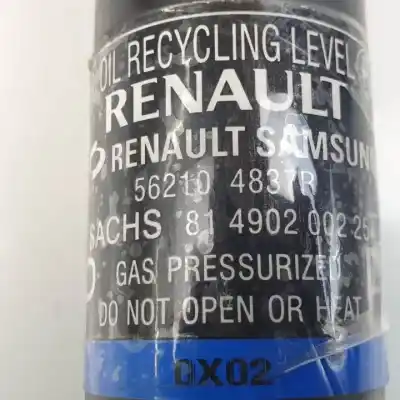 OIL RECYCLING LEVEL
RENAULT
RENAULT SAMSUN
56210 4837R
SACHS 81 4902 002 25
GAS PRESSURIZED
DO NOT OPEN OR HEAT
0X02